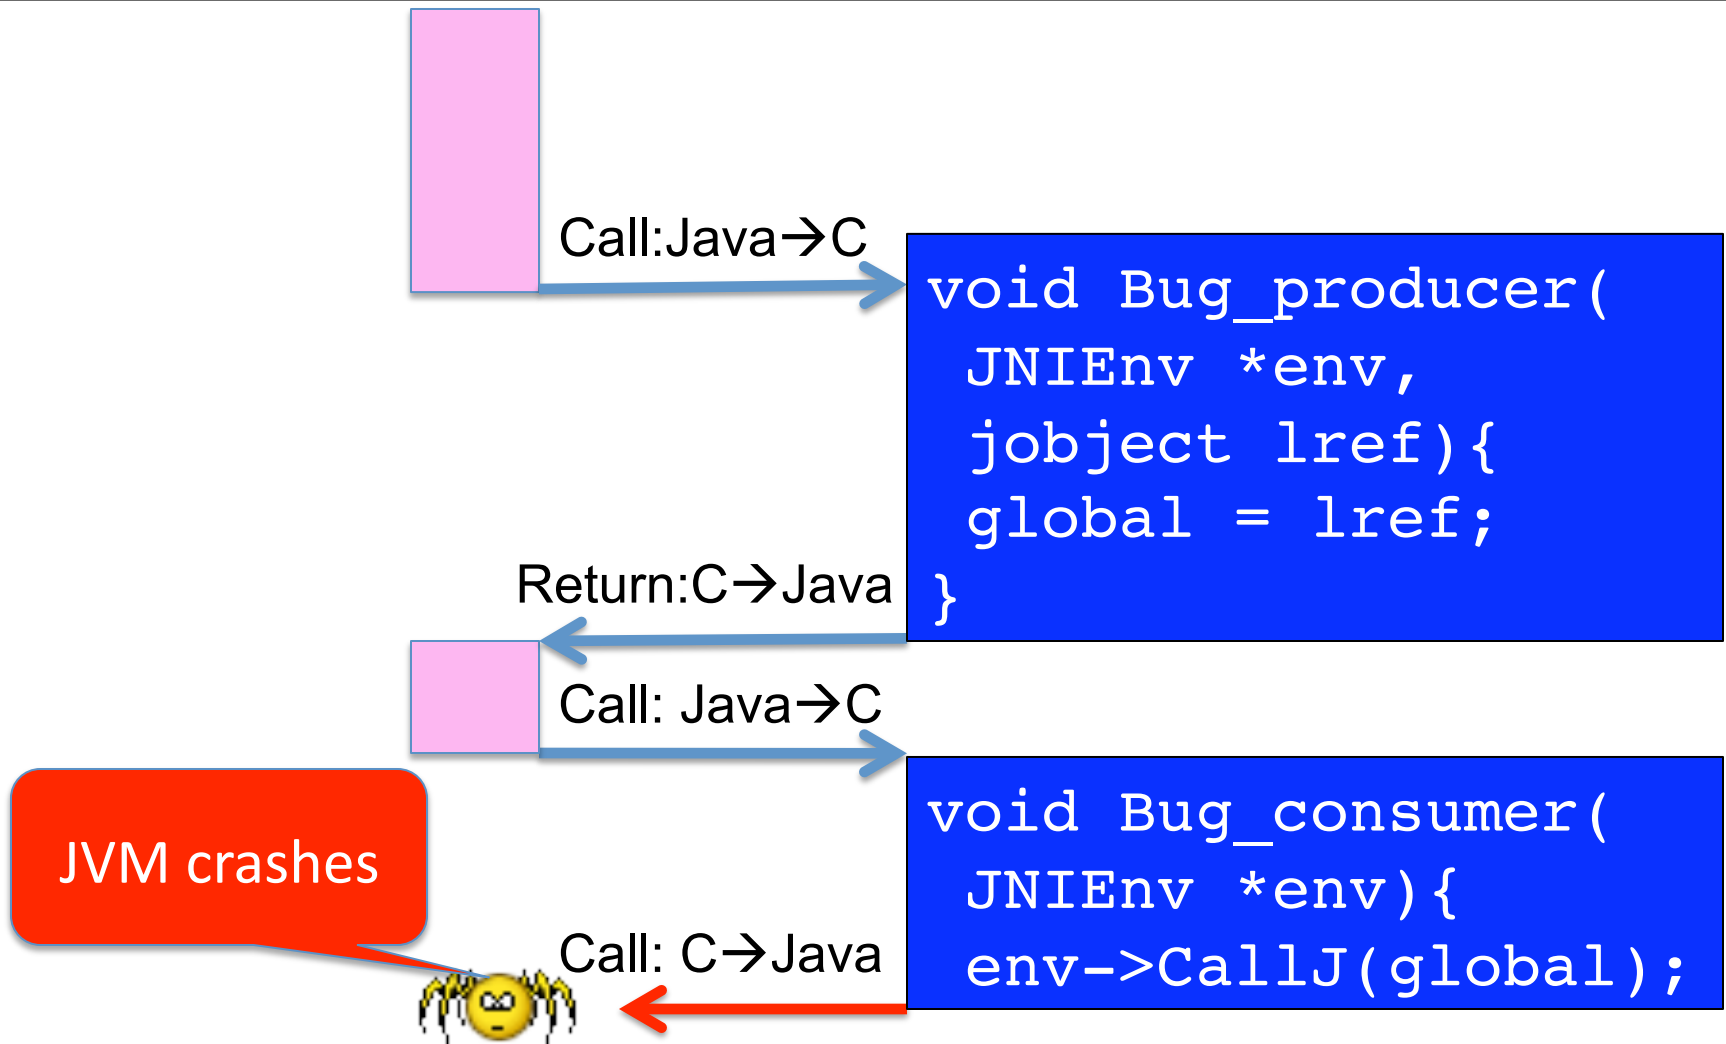 Call:Java→C
void Bug_producer(
JNIEnv *env,
jobject lref){
global = lref;
}
Return:C→Java
Call: Java→C
void Bug_consumer(
JNIEnv *env){
env->CallJ(global);
JVM crashes
Call: C→Java